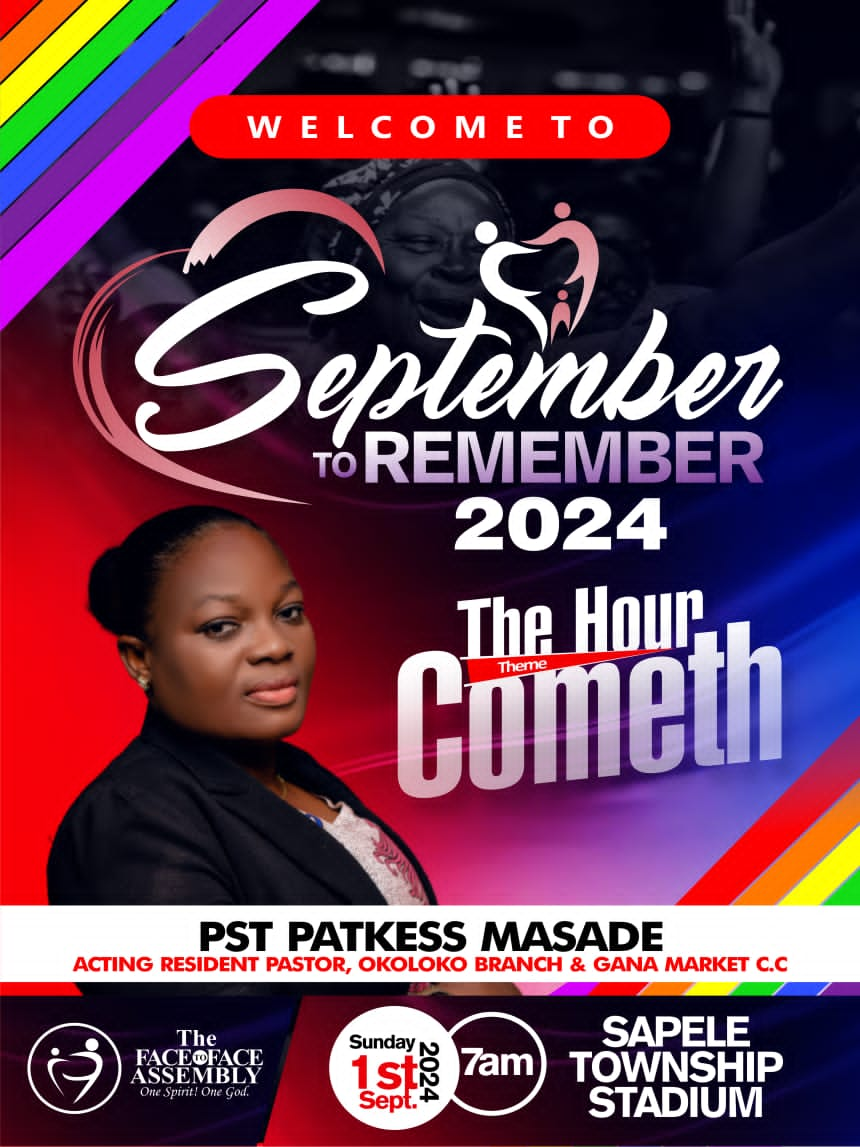 WELCOME TO
September
TO REMEMBER
2024
The Hour
Theme
Cometh
PST PATKESS MASADE
ACTING RESIDENT PASTOR, OKOLOKO BRANCH & GANA MARKET C.C
The
FACE TO FACE
ASSEMBLY
One Spirit! One God.
Sunday
1st
Sept.
2024
7am
SAPELE
TOWNSHIP
STADIUM